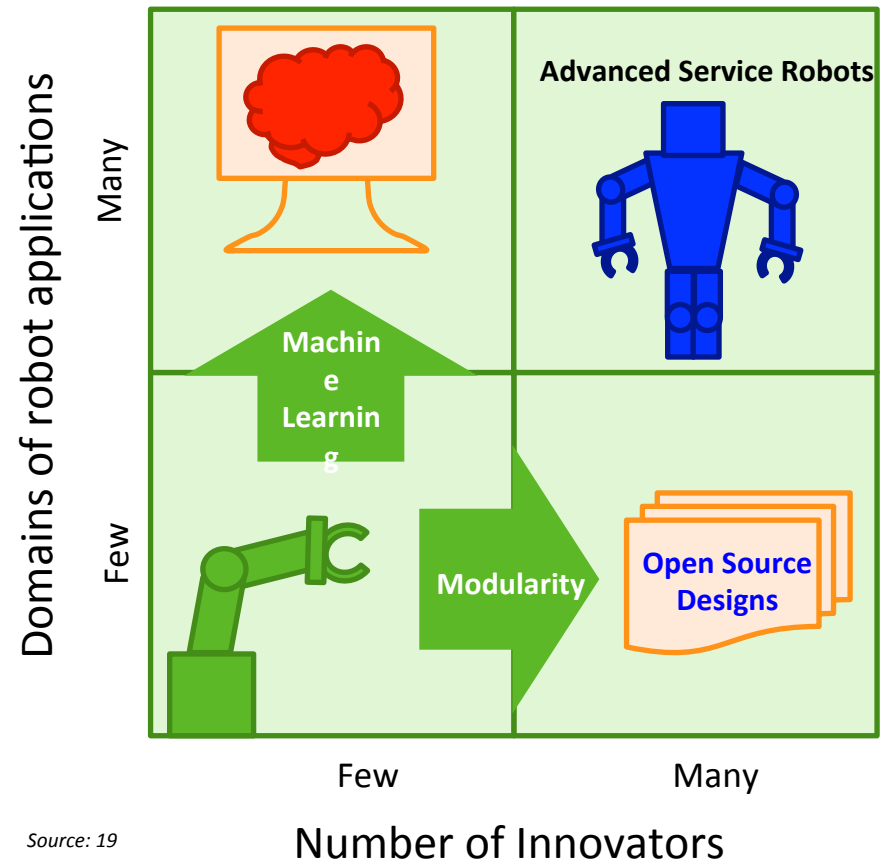 Domains of robot applications
Many
Few
Advanced Service Robots
Machin
e
Learnin
g
Modularity
Open Source
Designs
Few
Many
Number of Innovators
Source: 19